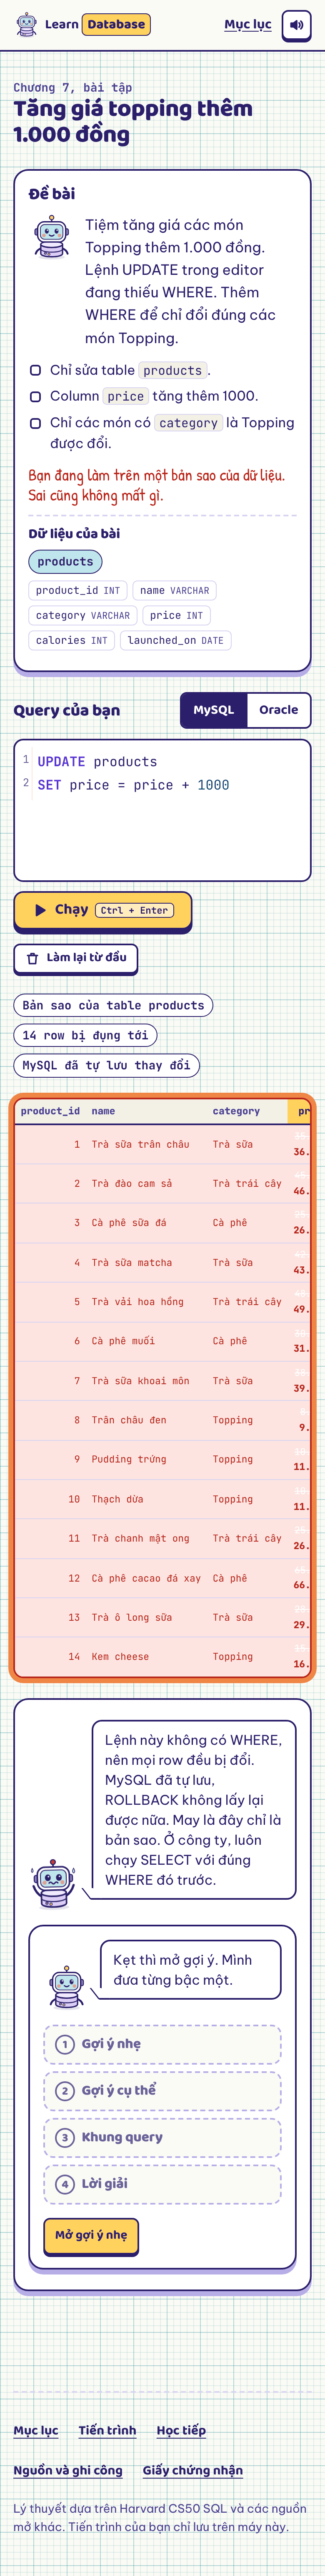 Learn Database
Mục lục
Chương 7, bài tập
Tăng giá topping thêm
1.000 đồng
Đề bài
Tiệm tăng giá các món
Topping thêm 1.000 đồng.
Lệnh UPDATE trong editor
đang thiếu WHERE. Thêm
WHERE để chỉ đổi đúng các
món Topping.
Chỉ sửa table products.
Column price tăng thêm 1000.
Chỉ các món có category là Topping
được đổi.
Bạn đang làm trên một bản sao của dữ liệu.
Sai cũng không mất gì.
Dữ liệu của bài
products
product_id INT name VARCHAR
category VARCHAR price INT
calories INT launched_on DATE
Query của bạn
MySQL Oracle
1 UPDATE products
2 SET price = price + 1000
Chạy Ctrl + Enter
Làm lại từ đầu
Bản sao của table products
14 row bị đụng tới
MySQL đã tự lưu thay đổi
product_id name category pr
1 Trà sữa trân châu Trà sữa 36.
2 Trà đào cam sả Trà trái cây 46.
3 Cà phê sữa đá Cà phê 26.
4 Trà sữa matcha Trà sữa 43.
5 Trà vải hoa hồng Trà trái cây 49.
6 Cà phê muối Cà phê 31.
7 Trà sữa khoai môn Trà sữa 39.
8 Trân châu đen Topping 9.
9 Pudding trứng Topping 11.
10 Thạch dừa Topping 11.
11 Trà chanh mật ong Trà trái cây 26.
12 Cà phê cacao đá xay Cà phê 66.
13 Trà ô long sữa Trà sữa 29.
14 Kem cheese Topping 16.
Lệnh này không có WHERE,
nên mọi row đều bị đổi.
MySQL đã tự lưu,
ROLLBACK không lấy lại
được nữa. May là đây chỉ là
bản sao. Ở công ty, luôn
chạy SELECT với đúng
WHERE đó trước.
Kẹt thì mở gợi ý. Mình
đưa từng bậc một.
1 Gợi ý nhẹ
2 Gợi ý cụ thể
3 Khung query
4 Lời giải
Mở gợi ý nhẹ
Mục lục Tiến trình Học tiếp
Nguồn và ghi công Giấy chứng nhận
Lý thuyết dựa trên Harvard CS50 SQL và các nguồn
mở khác. Tiến trình của bạn chỉ lưu trên máy này.